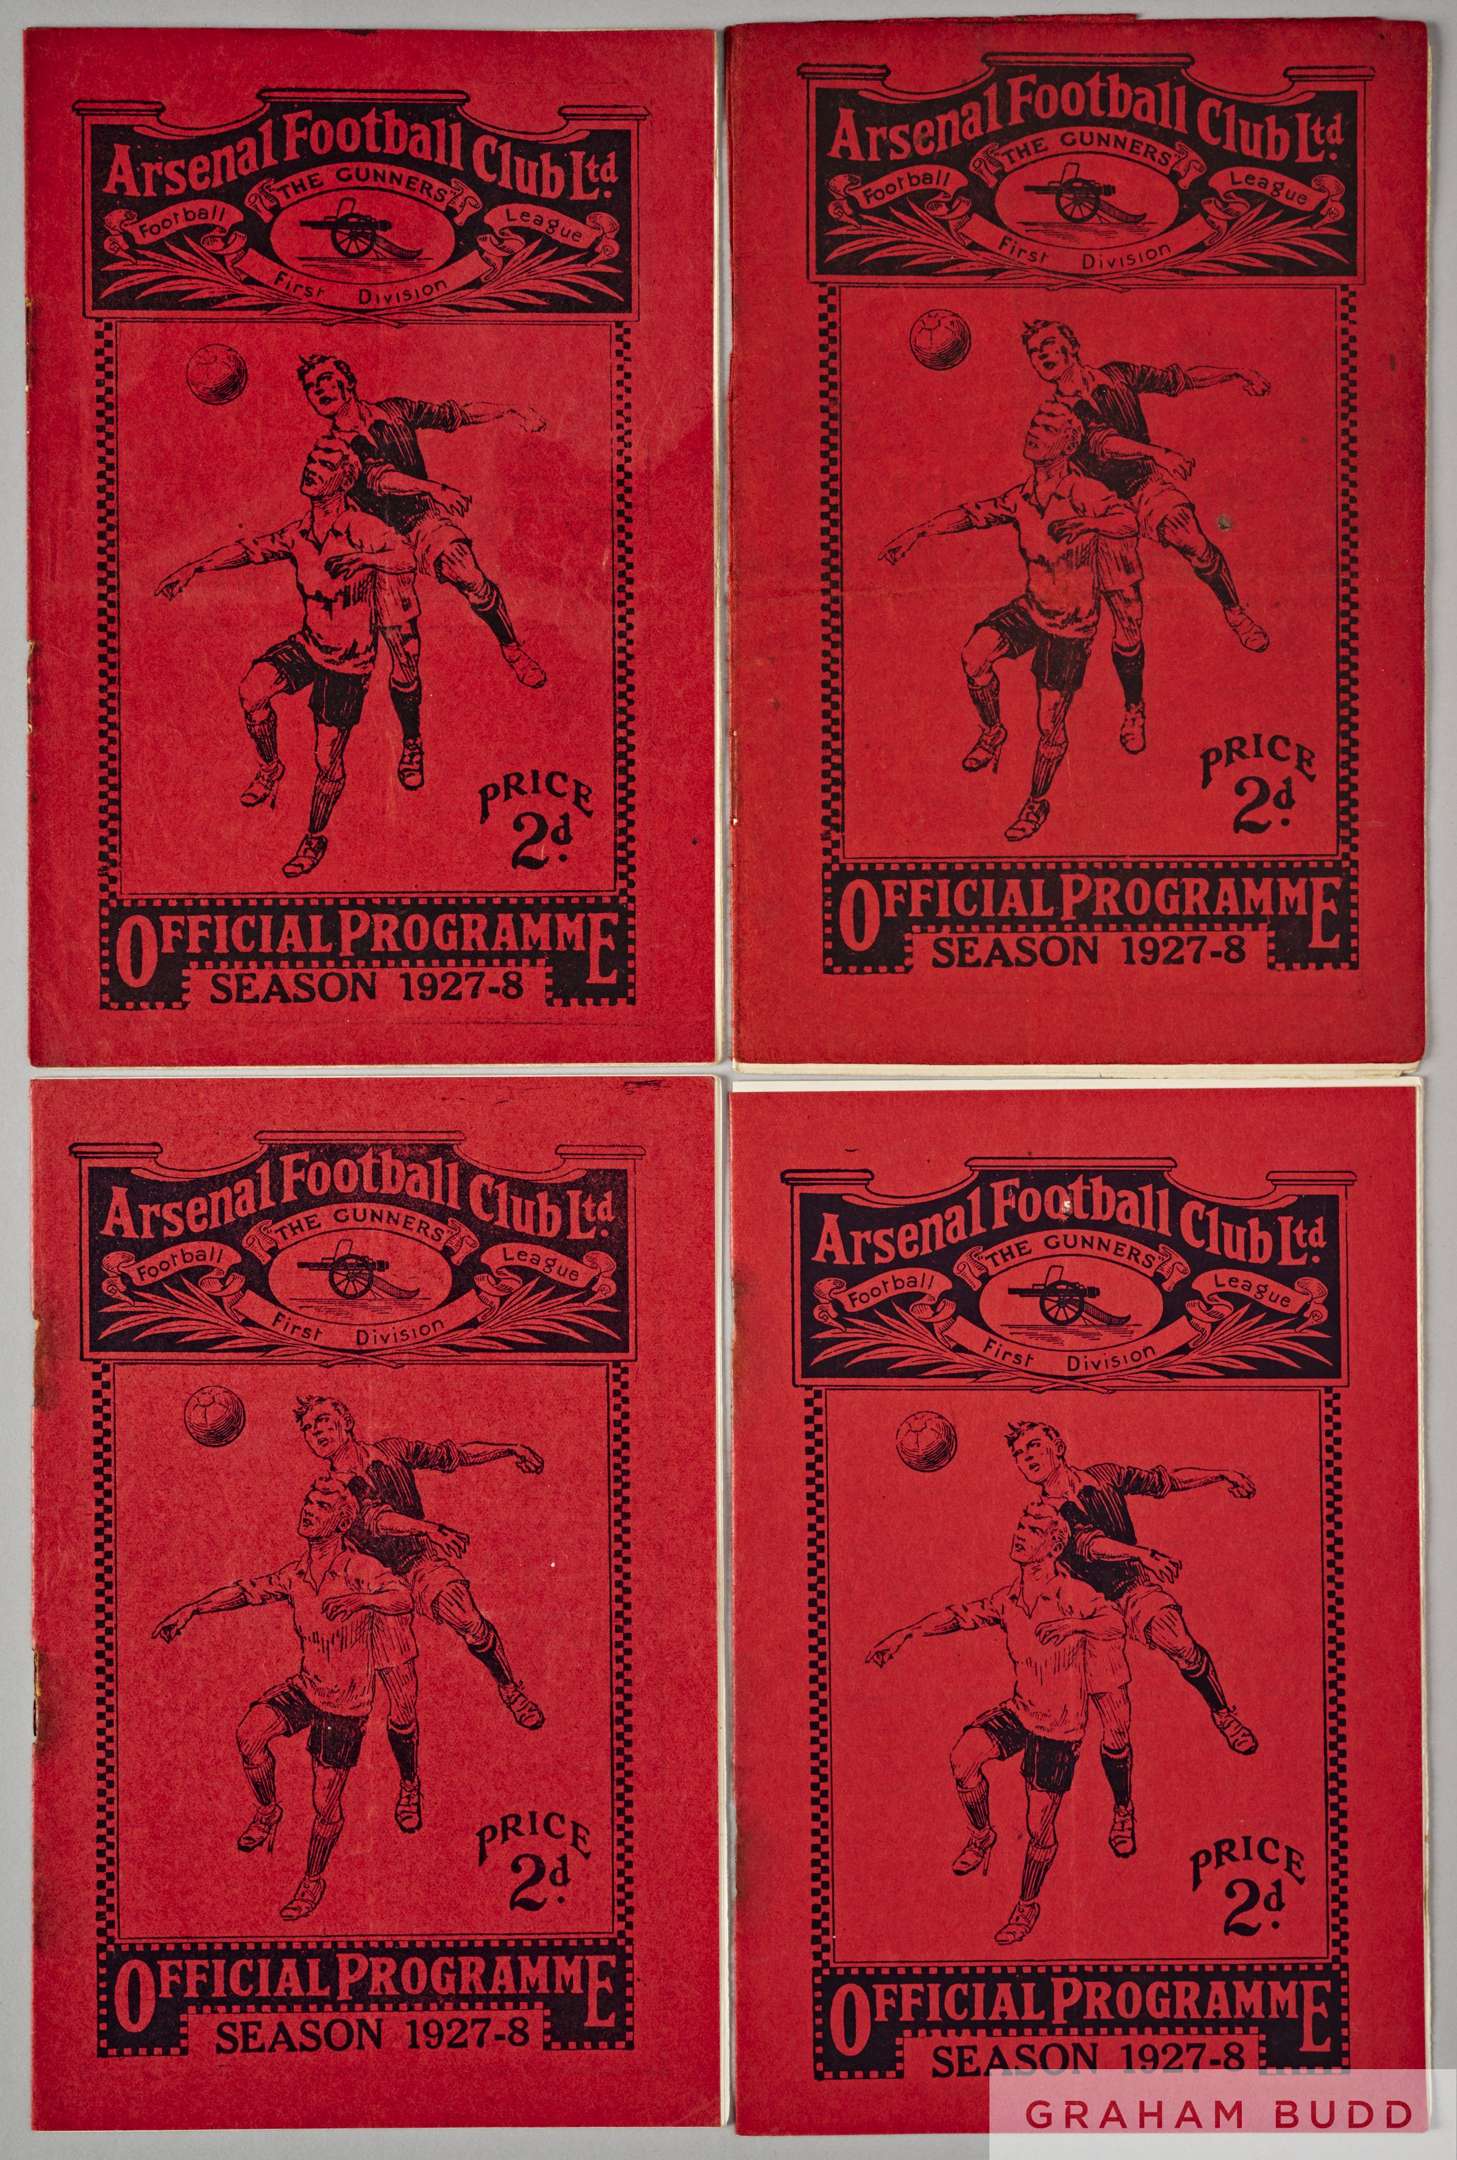 Arsenal Football Club Ltd.
THE GUNNERS
Football League
First Division
PRICE
2d.
OFFICIAL PROGRAMME
SEASON 1927-8
Arsenal Football Club Ltd.
THE GUNNERS
Football League
First Division
PRICE
2d.
OFFICIAL PROGRAMME
SEASON 1927-8
Arsenal Football Club Ltd.
THE GUNNERS
Football League
First Division
PRICE
2d.
OFFICIAL PROGRAMME
SEASON 1927-8
Arsenal Football Club Ltd.
THE GUNNERS
Football League
First Division
PRICE
2d.
OFFICIAL PROGRAMME
SEASON 1927-8
GRAHAM BUDD